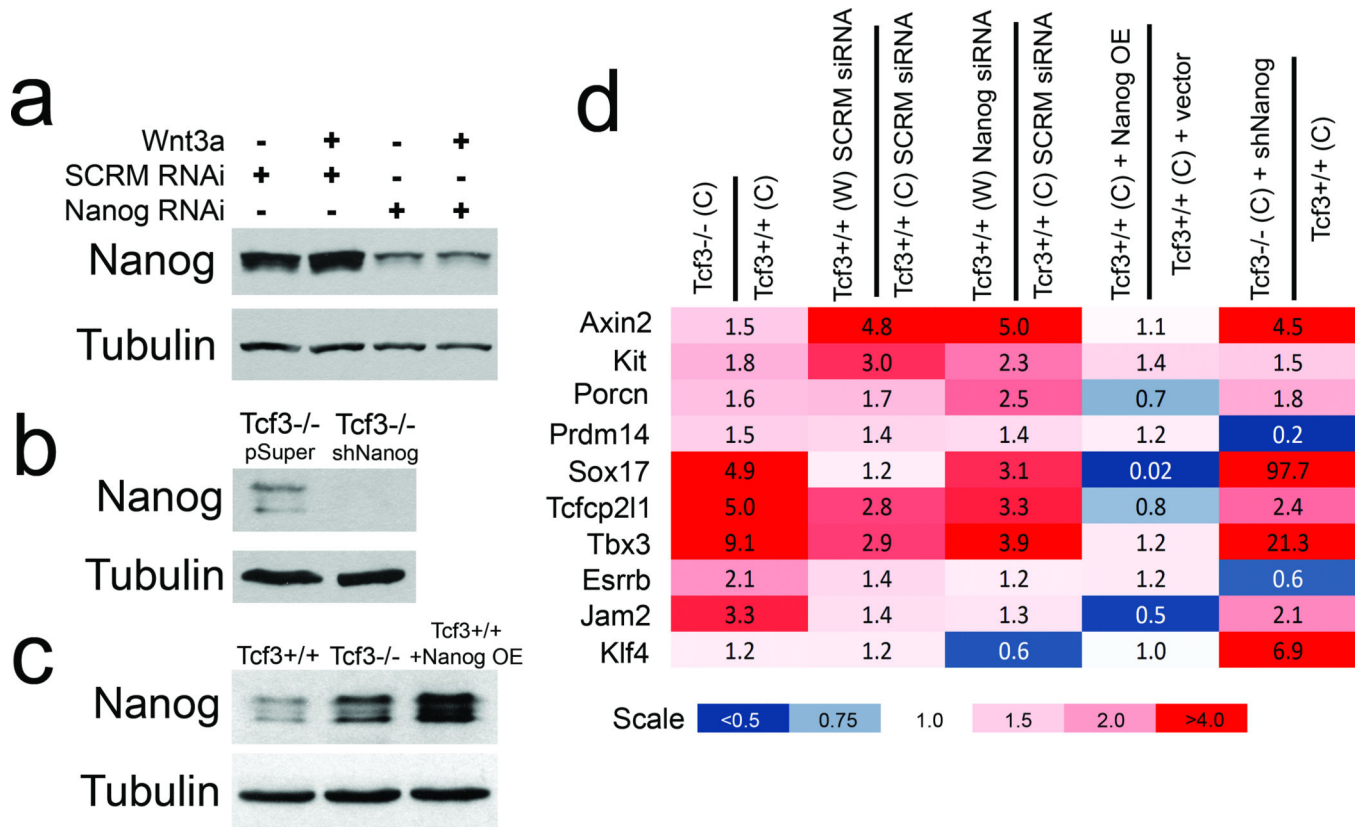 a
Wnt3a - + - +
SCRM RNAi + + - -
Nanog RNAi - - + +
Nanog
Tubulin
b
Tcf3-/- Tcf3-/-
pSuper shNanog
Nanog
Tubulin
c
Tcf3+/+ Tcf3-/- Tcf3+/+
+Nanog OE
Nanog
Tubulin
d
Tcf3-/- (C)
Tcf3+/+ (C)
Tcf3+/+ (W) SCRM siRNA
Tcf3+/+ (C) SCRM siRNA
Tcf3+/+ (W) Nanog siRNA
Tcr3+/+ (C) SCRM siRNA
Tcf3+/+ (C) + Nanog OE
Tcf3+/+ (C) + vector
Tcf3-/- (C) + shNanog
Tcf3+/+ (C)
Axin2 1.5 4.8 5.0 1.1 4.5
Kit 1.8 3.0 2.3 1.4 1.5
Porcn 1.6 1.7 2.5 0.7 1.8
Prdm14 1.5 1.4 1.4 1.2 0.2
Sox17 4.9 1.2 3.1 0.02 97.7
Tcfcp2l1 5.0 2.8 3.3 0.8 2.4
Tbx3 9.1 2.9 3.9 1.2 21.3
Esrrb 2.1 1.4 1.2 1.2 0.6
Jam2 3.3 1.4 1.3 0.5 2.1
Klf4 1.2 1.2 0.6 1.0 6.9
Scale <0.5 0.75 1.0 1.5 2.0 >4.0